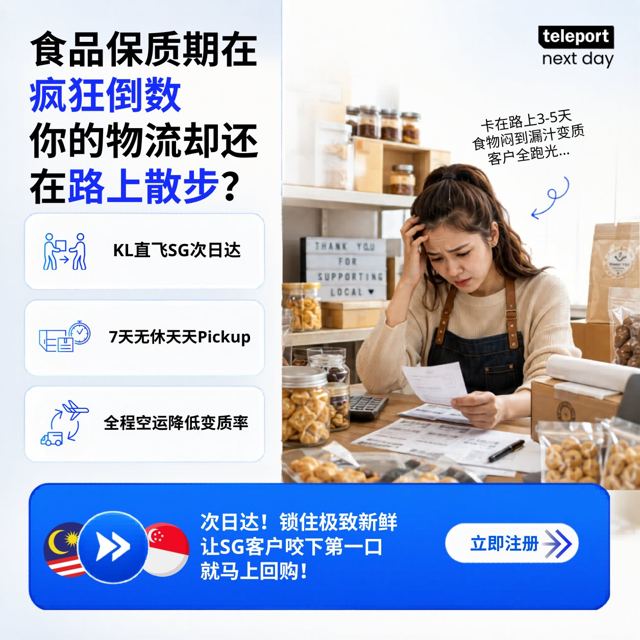 食品保质期在
疯狂倒数
你的物流却还
在路上散步？
teleport
next day
卡在路上3-5天
食物闷到漏汁变质
客户全跑光...
THANK YOU
FOR
SUPPORTING
LOCAL ♥
KL直飞SG次日达
7天无休天天Pickup
全程空运降低变质率
次日达！锁住极致新鲜
让SG客户咬下第一口
就马上回购！
立即注册